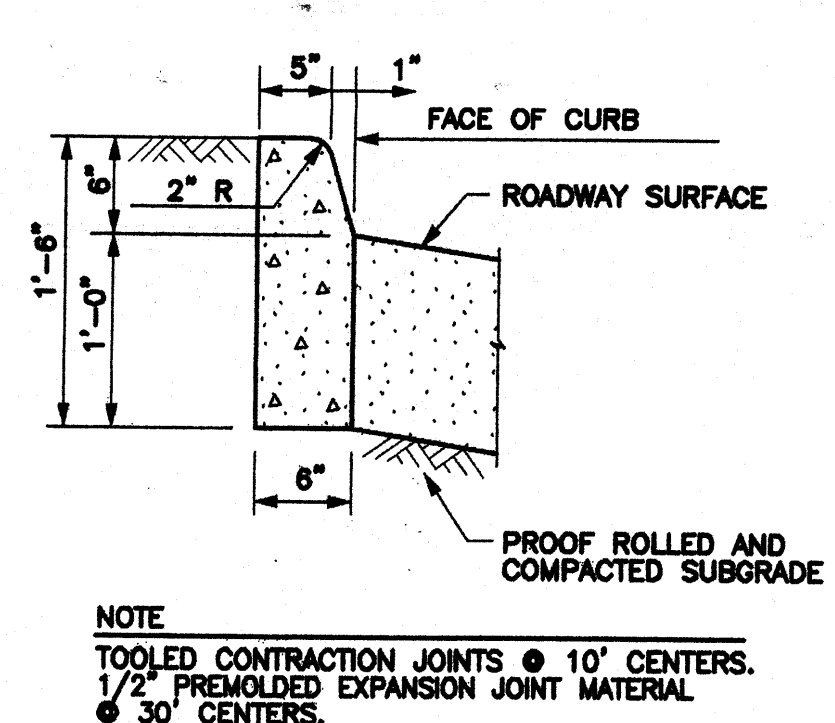 5" 1"
FACE OF CURB
6"
2" R
ROADWAY SURFACE
1'-6"
1'-0"
6"
PROOF ROLLED AND
COMPACTED SUBGRADE
NOTE
TOOLED CONTRACTION JOINTS @ 10' CENTERS.
1/2" PREMOLDED EXPANSION JOINT MATERIAL
@ 30' CENTERS.